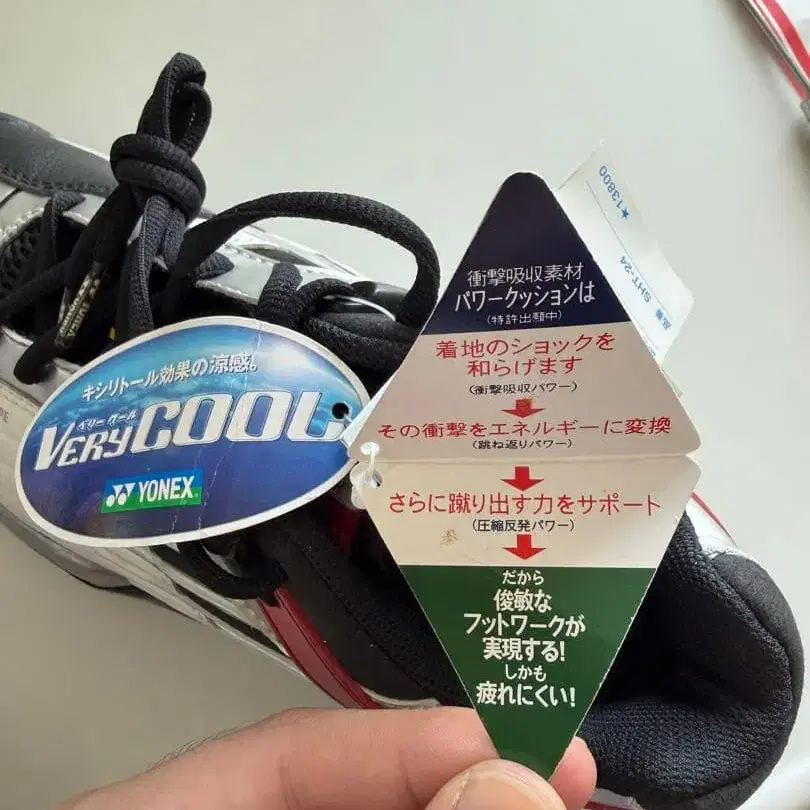 キシリトール効果の涼感。
ベリー クール
VERY COOL
YONEX
衝撃吸収素材
パワークッションは
(特許出願中)
着地のショックを
和らげます
(衝撃吸収パワー)
その衝撃をエネルギーに変換
(跳ね返りパワー)
さらに蹴り出す力をサポート
(圧縮反発パワー)
だから
俊敏な
フットワークが
実現する!
しかも
疲れにくい!
★13800
SHT-24